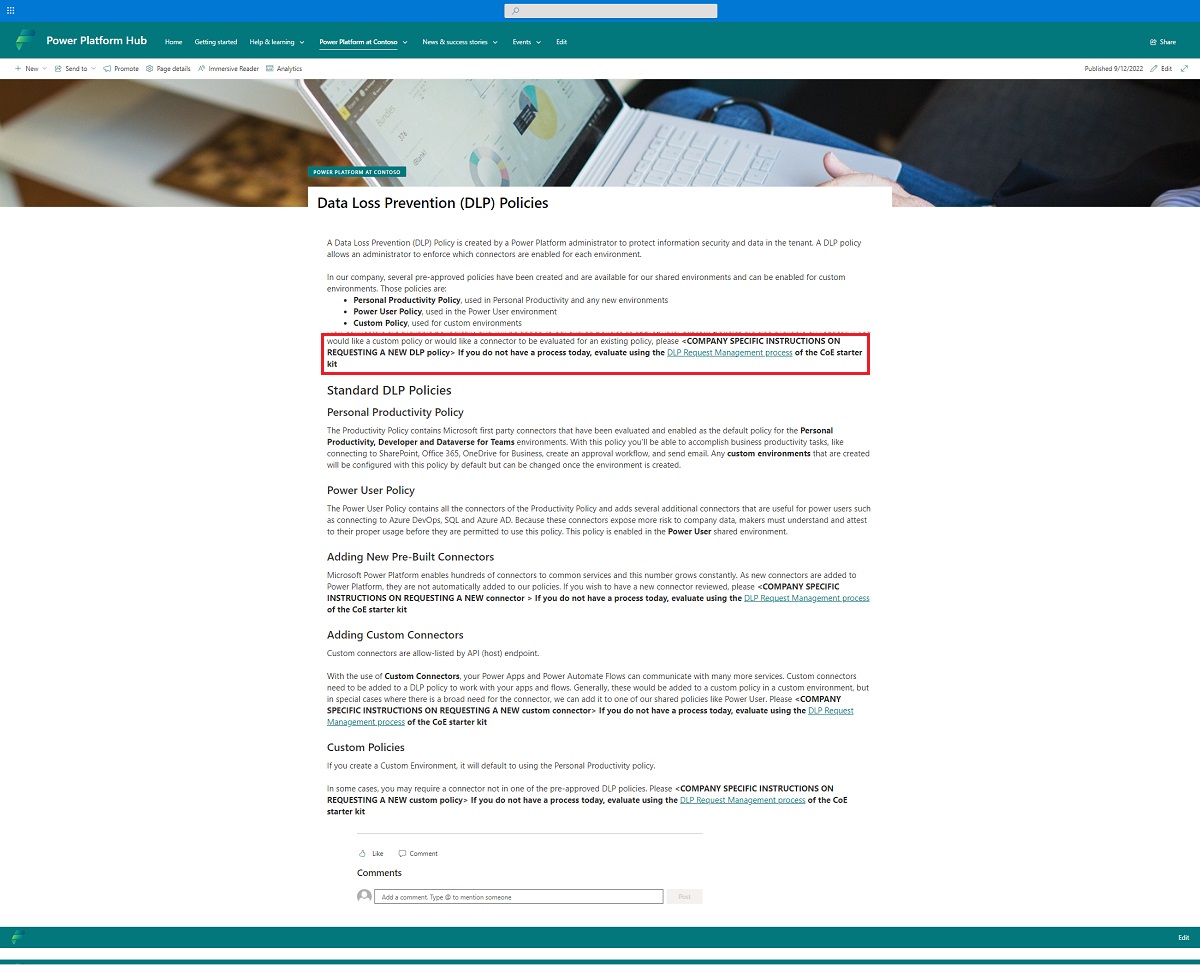 Power Platform Hub
Home Getting started Help & learning Power Platform at Contoso News & success stories Events Edit
Share
New Send to Promote Page details Immersive Reader Analytics
Published 9/12/2022 Edit
Bundles
376
POWER PLATFORM AT CONTOSO
Data Loss Prevention (DLP) Policies
A Data Loss Prevention (DLP) Policy is created by a Power Platform administrator to protect information security and data in the tenant. A DLP policy
allows an administrator to enforce which connectors are enabled for each environment.
In our company, several pre-approved policies have been created and are available for our shared environments and can be enabled for custom
environments. Those policies are:
• Personal Productivity Policy, used in Personal Productivity and any new environments
• Power User Policy, used in the Power User environment
• Custom Policy, used for custom environments
would like a custom policy or would like a connector to be evaluated for an existing policy, please <COMPANY SPECIFIC INSTRUCTIONS ON
REQUESTING A NEW DLP policy> If you do not have a process today, evaluate using the DLP Request Management process of the CoE starter
kit
Standard DLP Policies
Personal Productivity Policy
The Productivity Policy contains Microsoft first party connectors that have been evaluated and enabled as the default policy for the Personal
Productivity, Developer and Dataverse for Teams environments. With this policy you'll be able to accomplish business productivity tasks, like
connecting to SharePoint, Office 365, OneDrive for Business, create an approval workflow, and send email. Any custom environments that are created
will be configured with this policy by default but can be changed once the environment is created.
Power User Policy
The Power User Policy contains all the connectors of the Productivity Policy and adds several additional connectors that are useful for power users such
as connecting to Azure DevOps, SQL and Azure AD. Because these connectors expose more risk to company data, makers must understand and attest
to their proper usage before they are permitted to use this policy. This policy is enabled in the Power User shared environment.
Adding New Pre-Built Connectors
Microsoft Power Platform enables hundreds of connectors to common services and this number grows constantly. As new connectors are added to
Power Platform, they are not automatically added to our policies. If you wish to have a new connector reviewed, please <COMPANY SPECIFIC
INSTRUCTIONS ON REQUESTING A NEW connector > If you do not have a process today, evaluate using the DLP Request Management process
of the CoE starter kit
Adding Custom Connectors
Custom connectors are allow-listed by API (host) endpoint.
With the use of Custom Connectors, your Power Apps and Power Automate Flows can communicate with many more services. Custom connectors
need to be added to a DLP policy to work with your apps and flows. Generally, these would be added to a custom policy in a custom environment, but
in special cases where there is a broad need for the connector, we can add it to one of our shared policies like Power User. Please <COMPANY
SPECIFIC INSTRUCTIONS ON REQUESTING A NEW custom connector> If you do not have a process today, evaluate using the DLP Request
Management process of the CoE starter kit
Custom Policies
If you create a Custom Environment, it will default to using the Personal Productivity policy.
In some cases, you may require a connector not in one of the pre-approved DLP policies. Please <COMPANY SPECIFIC INSTRUCTIONS ON
REQUESTING A NEW custom policy> If you do not have a process today, evaluate using the DLP Request Management process of the CoE
starter kit
Like Comment
Comments
Add a comment. Type @ to mention someone
Post
Edit